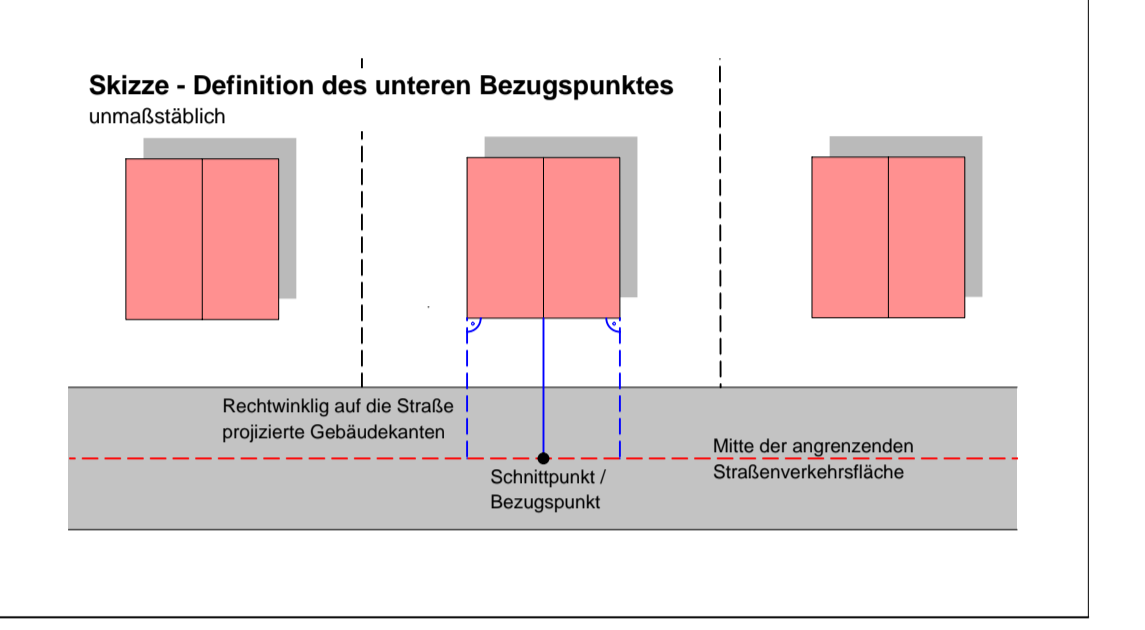 Skizze - Definition des unteren Bezugspunktes
unmaßstäblich
Rechtwinklig auf die Straße
projizierte Gebäudekanten
Mitte der angrenzenden
Straßenverkehrsfläche
Schnittpunkt /
Bezugspunkt